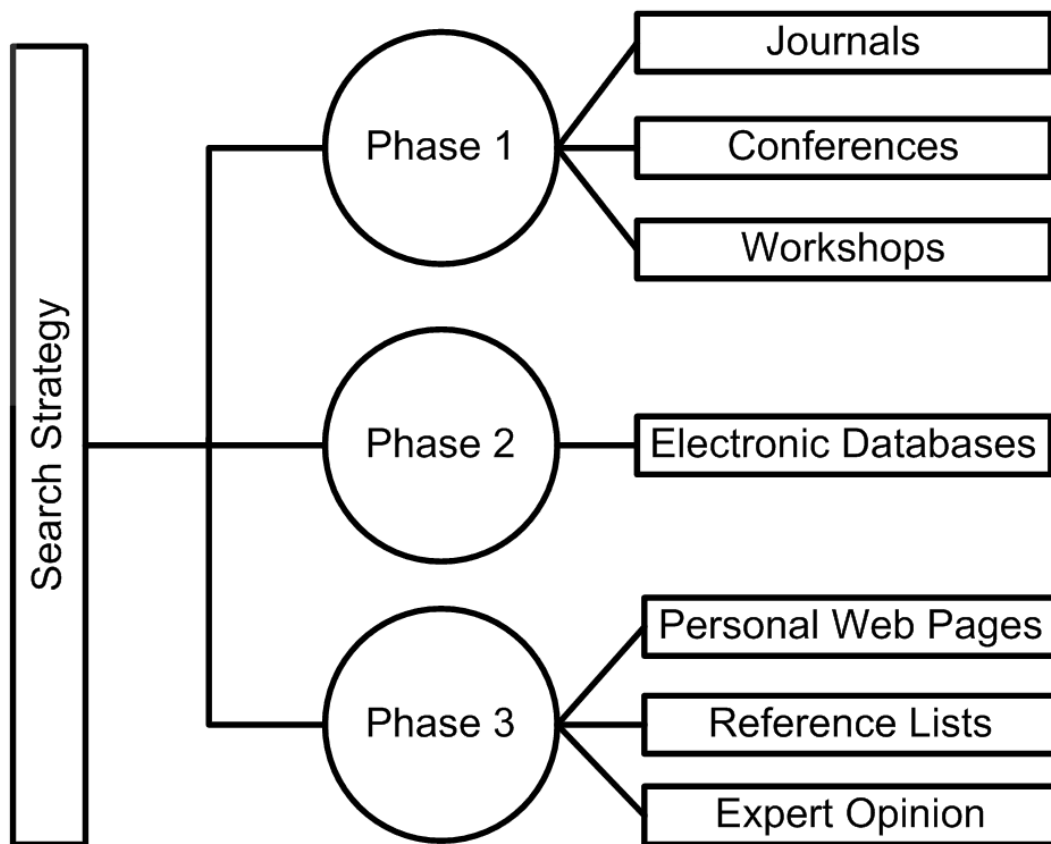 Search Strategy
Phase 1
Journals
Conferences
Workshops
Phase 2
Electronic Databases
Phase 3
Personal Web Pages
Reference Lists
Expert Opinion